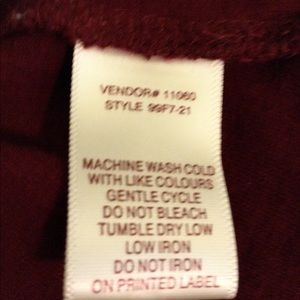 VENDOR# 11060
STYLE 99F7-21
MACHINE WASH COLD
WITH LIKE COLOURS
GENTLE CYCLE
DO NOT BLEACH
TUMBLE DRY LOW
LOW IRON
DO NOT IRON
ON PRINTED LABEL